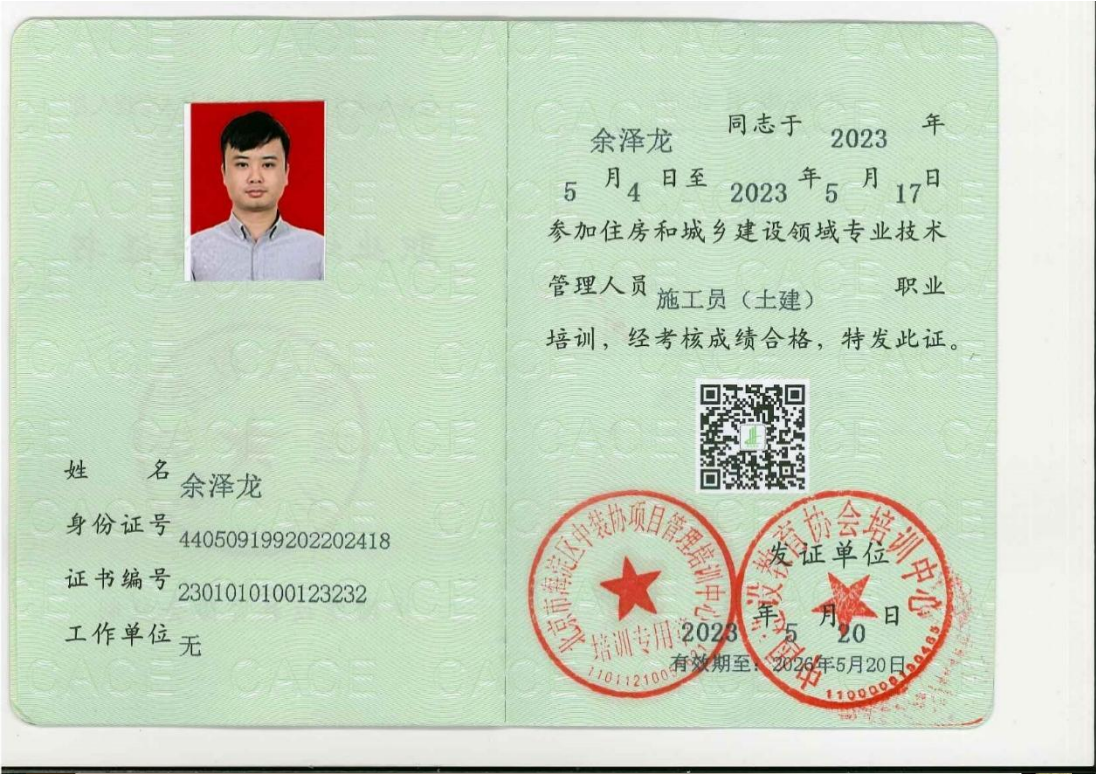 姓 名 余泽龙
身份证号 440509199202202418
证书编号 2301010100123232
工作单位 无
余泽龙 同志于 2023 年
5 月 4 日至 2023 年 5 月 17 日
参加住房和城乡建设领域专业技术
管理人员 施工员（土建） 职业
培训，经考核成绩合格，特发此证。
北京市海淀区中装协项目管理培训中心
培训专用章
中国建设教育协会培训中心
发证单位
2023 年 5 月 20 日
有效期至：2026年5月20日
CACE